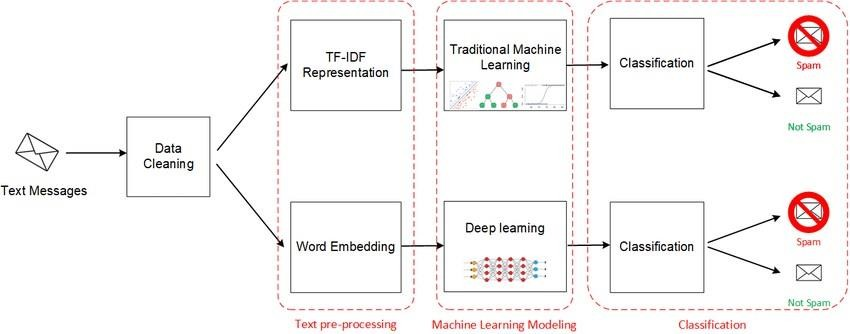 Text Messages
Data
Cleaning
TF-IDF
Representation
Traditional Machine
Learning
Classification
Spam
Not Spam
Word Embedding
Deep learning
Classification
Spam
Not Spam
Text pre-processing
Machine Learning Modeling
Classification